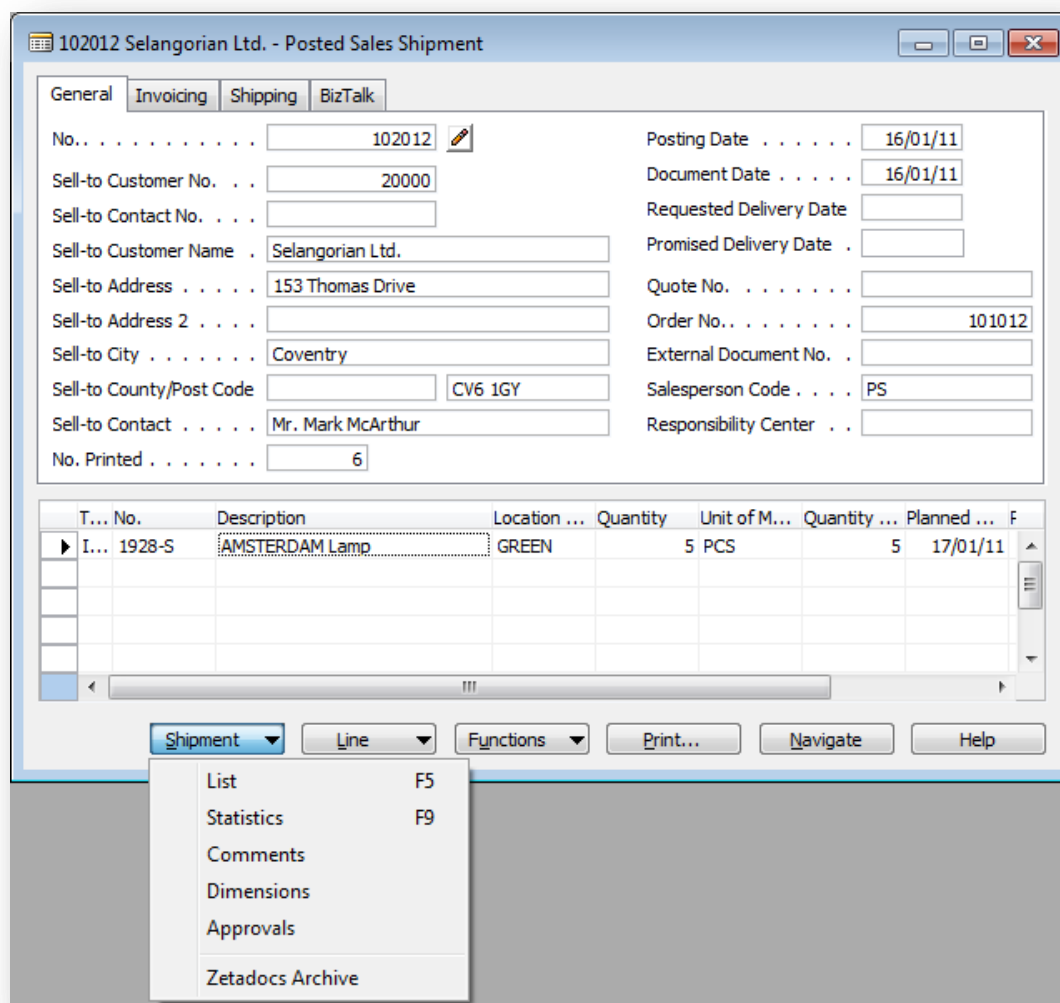 102012 Selangorian Ltd. - Posted Sales Shipment
General Invoicing Shipping BizTalk
No.. . . . . . . . . . . 102012 Posting Date . . . . . . 16/01/11
Sell-to Customer No. . . 20000 Document Date . . . . . 16/01/11
Sell-to Contact No. . . . Requested Delivery Date
Sell-to Customer Name . Selangorian Ltd. Promised Delivery Date .
Sell-to Address . . . . . 153 Thomas Drive Quote No. . . . . . . . .
Sell-to Address 2 . . . . Order No.. . . . . . . . 101012
Sell-to City . . . . . . . Coventry External Document No. . .
Sell-to County/Post Code CV6 1GY Salesperson Code . . . . PS
Sell-to Contact . . . . . Mr. Mark McArthur Responsibility Center . .
No. Printed . . . . . . . 6
T... No. Description Location ... Quantity Unit of M... Quantity ... Planned ...
I... 1928-S AMSTERDAM Lamp GREEN 5 PCS 5 17/01/11
Shipment Line Functions Print... Navigate Help
List F5
Statistics F9
Comments
Dimensions
Approvals
Zetadocs Archive